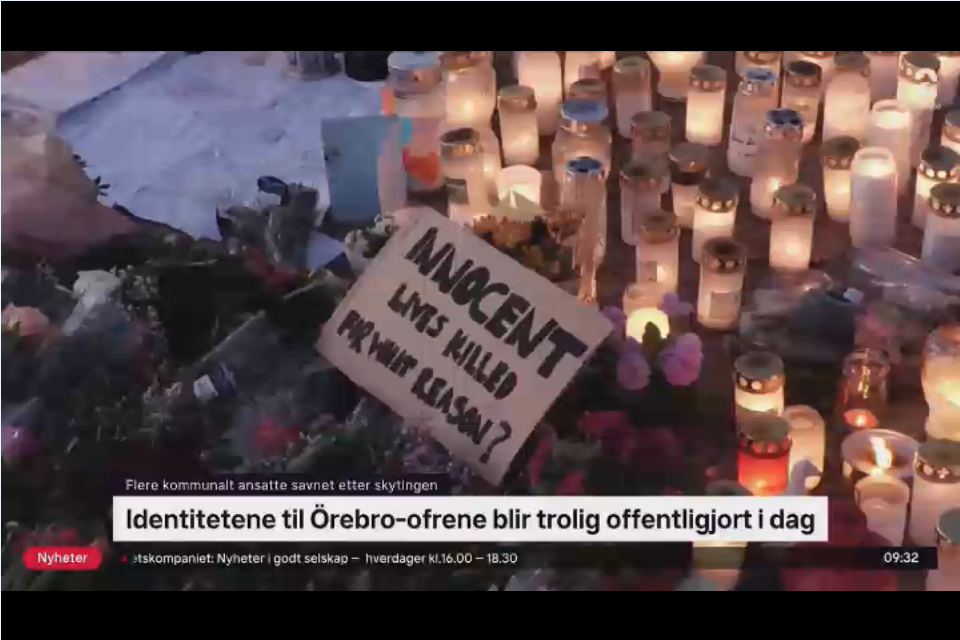 INNOCENT
LIVES KILLED
FOR WHAT REASON?
Flere kommunalt ansatte savnet etter skytingen
Identitetene til Örebro-ofrene blir trolig offentligjort i dag
Nyheter
etskompaniet: Nyheter i godt selskap – hverdager kl.16.00 – 18.30
09:32